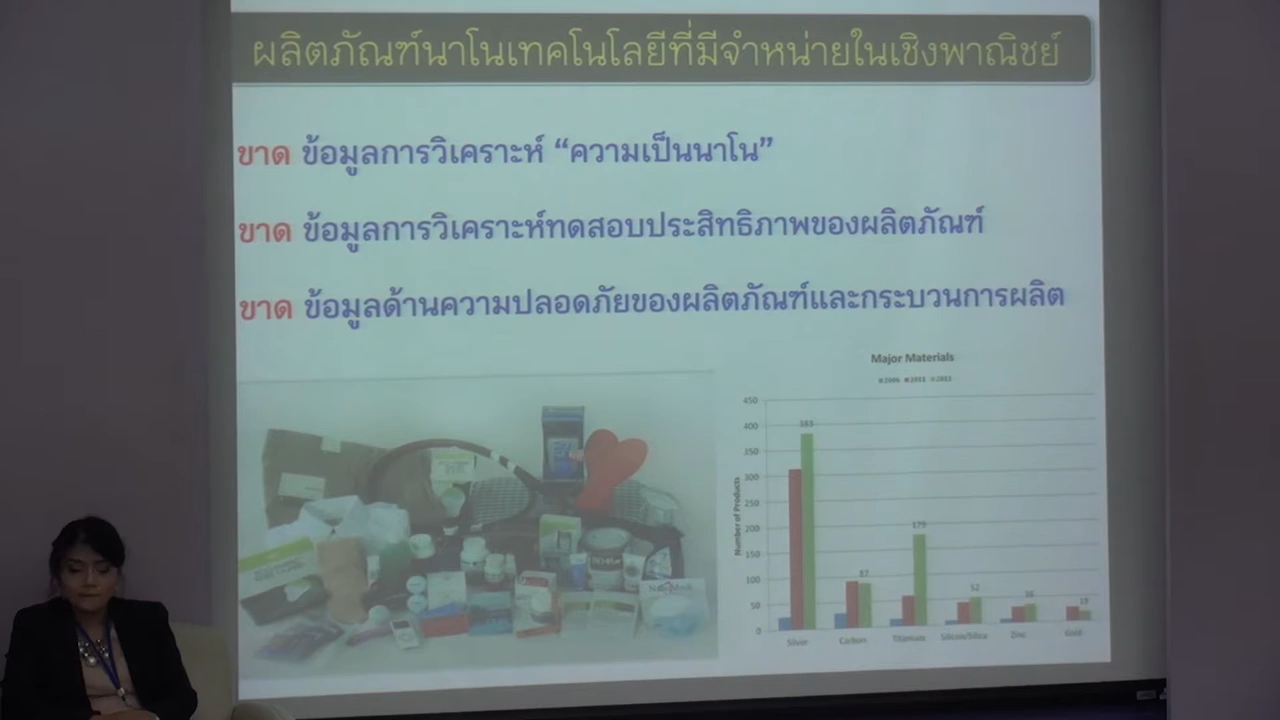 ผลิตภัณฑ์นาโนเทคโนโลยีที่มีจำหน่ายในเชิงพาณิชย์
ขาด ข้อมูลการวิเคราะห์ “ความเป็นนาโน”
ขาด ข้อมูลการวิเคราะห์ทดสอบประสิทธิภาพของผลิตภัณฑ์
ขาด ข้อมูลด้านความปลอดภัยของผลิตภัณฑ์และกระบวนการผลิต
Major Materials
2006 2011
Number of Products
450
400
350
300
250
200
150
100
50
0
383
87
179
52
36
19
Silver Carbon Titanium Silicon/Silica Zinc Gold